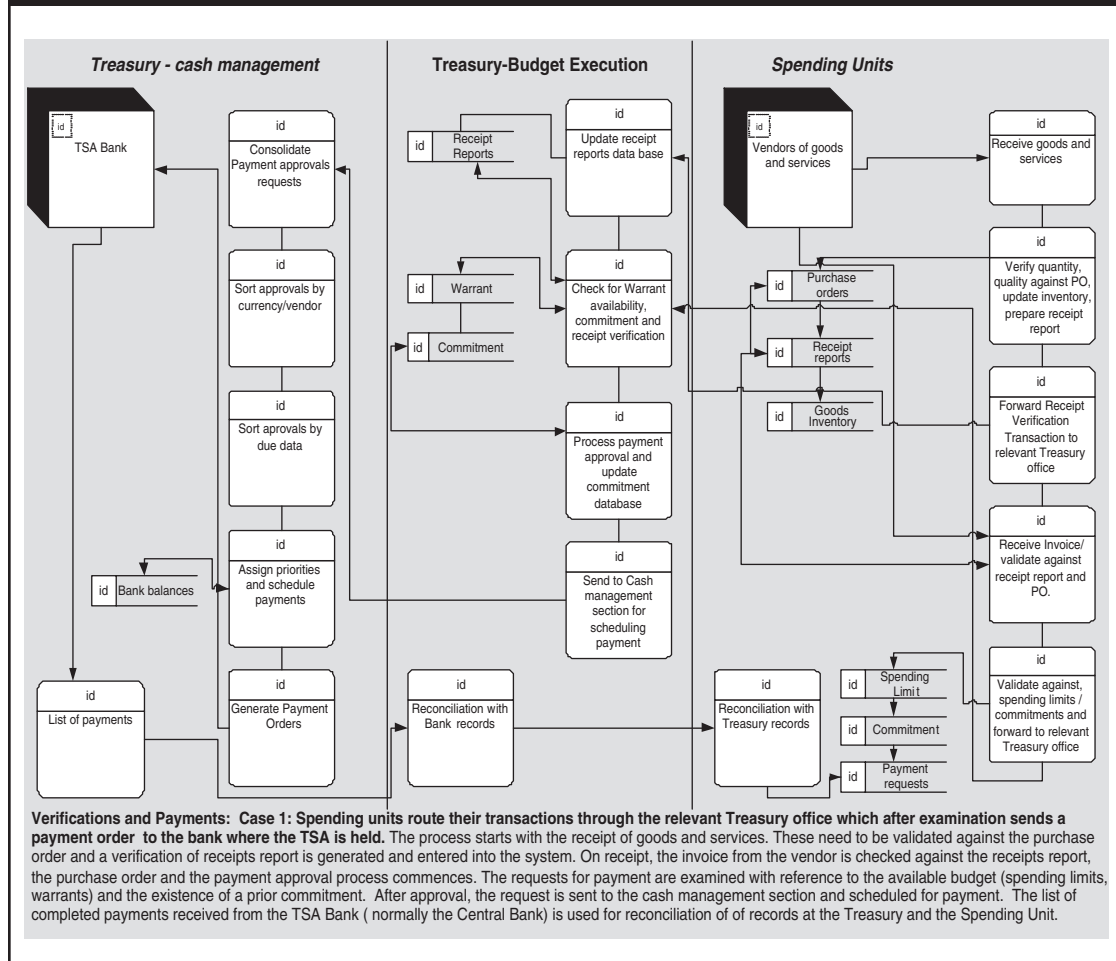 Treasury - cash management
Treasury-Budget Execution
Spending Units
id
TSA Bank
id
Consolidate
Payment approvals
requests
id
Sort approvals by
currency/vendor
id
Sort aprovals by
due data
id
Assign priorities
and schedule
payments
id Bank balances
id
Generate Payment
Orders
id
List of payments
id Receipt
Reports
id
Update receipt
reports data base
id Warrant
id Commitment
id
Check for Warrant
availability,
commitment and
receipt verification
id
Process payment
approval and
update
commitment
database
id
Send to Cash
management
section for
scheduling
payment
id
Reconciliation with
Bank records
id
Vendors of goods
and services
id
Receive goods and
services
id
Verify quantity,
quality against PO,
update inventory,
prepare receipt
report
id Purchase
orders
id Receipt
reports
id Goods
Inventory
id
Forward Receipt
Verification
Transaction to
relevant Treasury
office
id
Receive Invoice/
validate against
receipt report and
PO.
id
Validate against,
spending limits /
commitments and
forward to relevant
Treasury office
id Spending
Limit
id Commitment
id Payment
requests
id
Reconciliation with
Treasury records
Verifications and Payments: Case 1: Spending units route their transactions through the relevant Treasury office which after examination sends a
payment order to the bank where the TSA is held. The process starts with the receipt of goods and services. These need to be validated against the purchase
order and a verification of receipts report is generated and entered into the system. On receipt, the invoice from the vendor is checked against the receipts report,
the purchase order and the payment approval process commences. The requests for payment are examined with reference to the available budget (spending limits,
warrants) and the existence of a prior commitment. After approval, the request is sent to the cash management section and scheduled for payment. The list of
completed payments received from the TSA Bank ( normally the Central Bank) is used for reconciliation of of records at the Treasury and the Spending Unit.